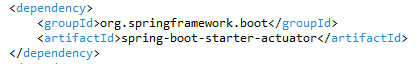 <dependency>
    <groupId>org.springframework.boot</groupId>
    <artifactId>spring-boot-starter-actuator</artifactId>
</dependency>